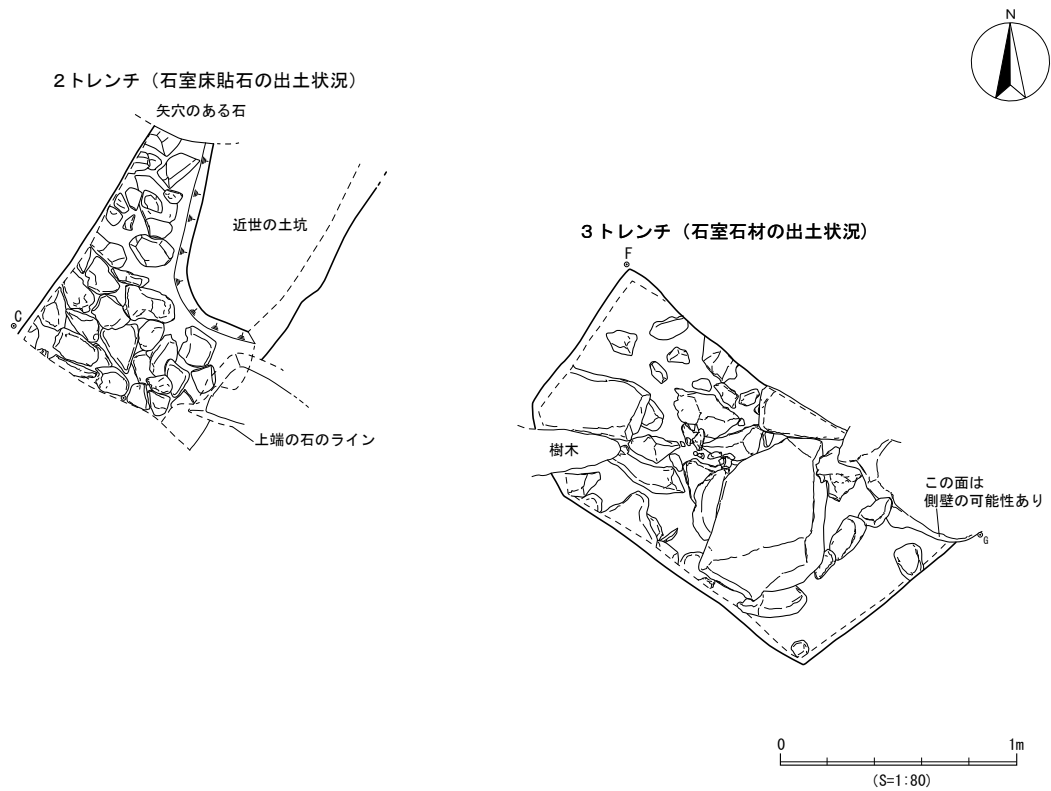 N
２トレンチ（石室床貼石の出土状況）
矢穴のある石
近世の土坑
C
上端の石のライン
３トレンチ（石室石材の出土状況）
F
樹木
この面は
側壁の可能性あり
G
0 1m
(S=1:80)